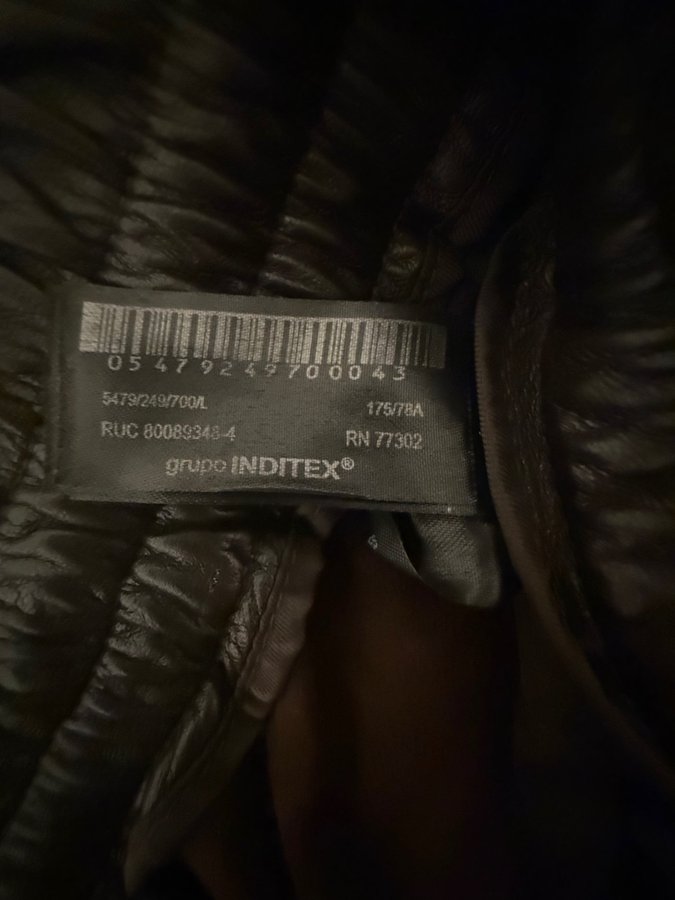 05479249700043
5479/249/700/L
175/78A
RUC 80089348-4
RN 77302
grupo INDITEX®